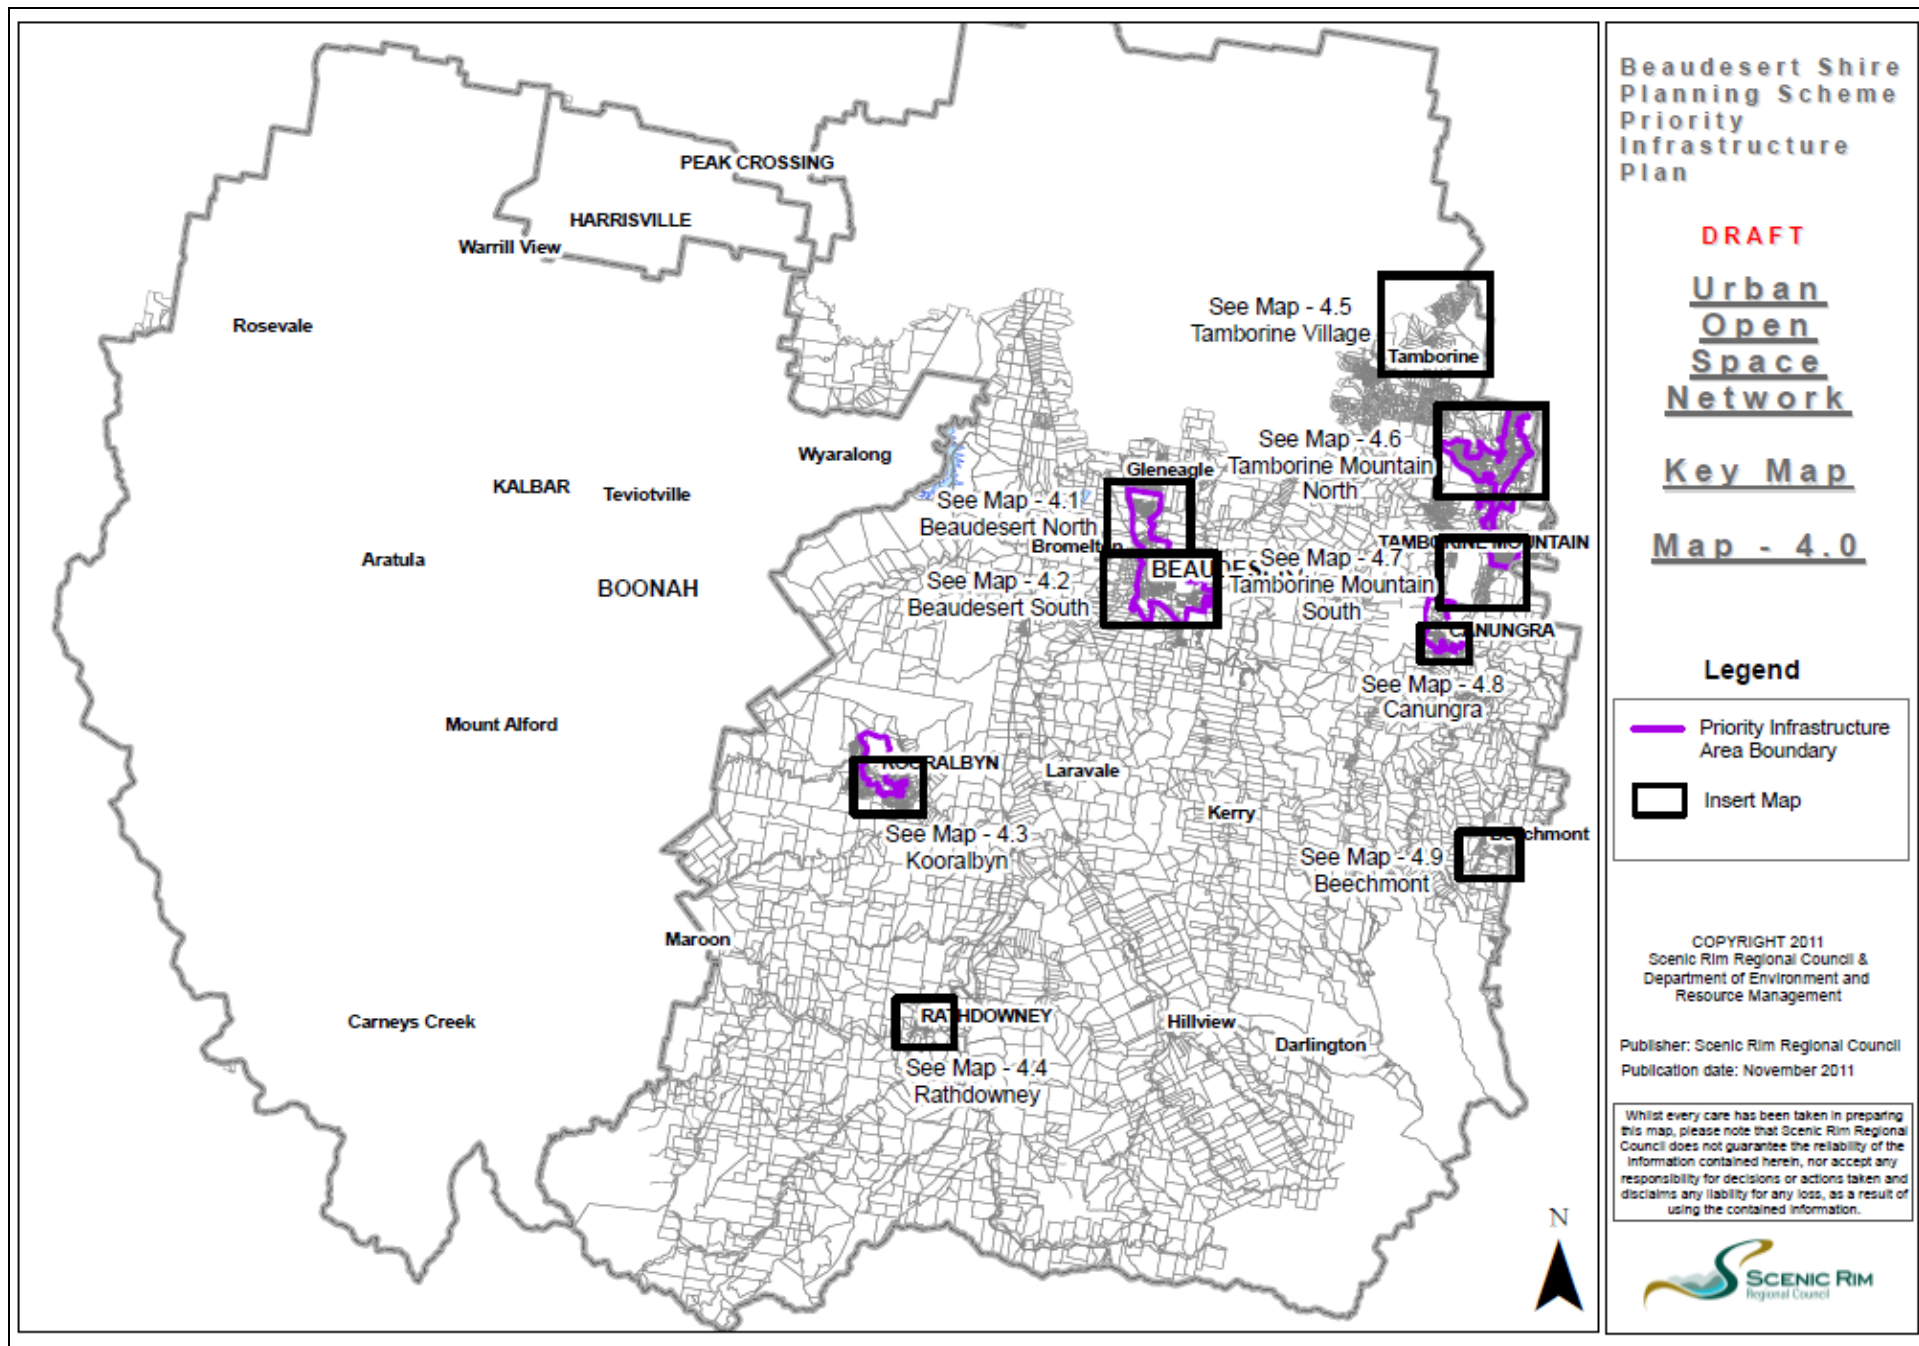 PEAK CROSSING
HARRISVILLE
Warrill View
Rosevale
See Map - 4.5
Tamborine Village
Tamborine
Wyaralong
KALBAR
Teviotville
See Map - 4.6
Tamborine Mountain
North
Gleneagle
See Map - 4.1
Beaudesert North
Bromelton
TAMBORINE MOUNTAIN
Aratula
BOONAH
BEAUDESERT
See Map - 4.7
Tamborine Mountain
South
See Map - 4.2
Beaudesert South
CANUNGRA
See Map - 4.8
Canungra
Mount Alford
KOORALBYN
Laravale
Kerry
See Map - 4.3
Kooralbyn
Beechmont
See Map - 4.9
Beechmont
Maroon
Carneys Creek
RATHDOWNEY
Hillview
Darlington
See Map - 4.4
Rathdowney
N
Beaudesert Shire
Planning Scheme
Priority
Infrastructure
Plan
DRAFT
Urban
Open
Space
Network
Key Map
Map - 4.0
Legend
Priority Infrastructure
Area Boundary
Insert Map
COPYRIGHT 2011
Scenic Rim Regional Council &
Department of Environment and
Resource Management
Publisher: Scenic Rim Regional Council
Publication date: November 2011
Whilst every care has been taken in preparing
this map, please note that Scenic Rim Regional
Council does not guarantee the reliability of the
information contained herein, nor accept any
responsibility for decisions or actions taken and
disclaims any liability for any loss, as a result of
using the contained information.
SCENIC RIM
Regional Council